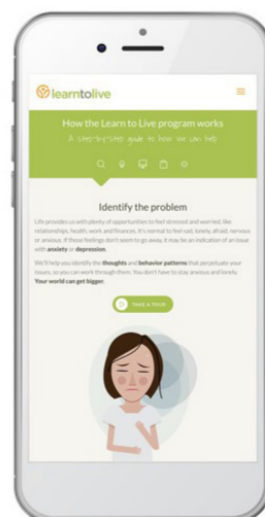 learntolive
How the Learn to Live program works
A step-by-step guide to how we can help
Identify the problem
Life provides us with plenty of opportunities to feel stressed and worried, like
relationships, health, work and finances. It's normal to feel sad, lonely, afraid, nervous
or anxious. If those feelings don't seem to go away, it may be an indication of an issue
with anxiety or depression.
We'll help you identify the thoughts and behavior patterns that perpetuate your
issues, so you can work through them. You don't have to stay anxious and lonely.
Your world can get bigger.
TAKE A TOUR